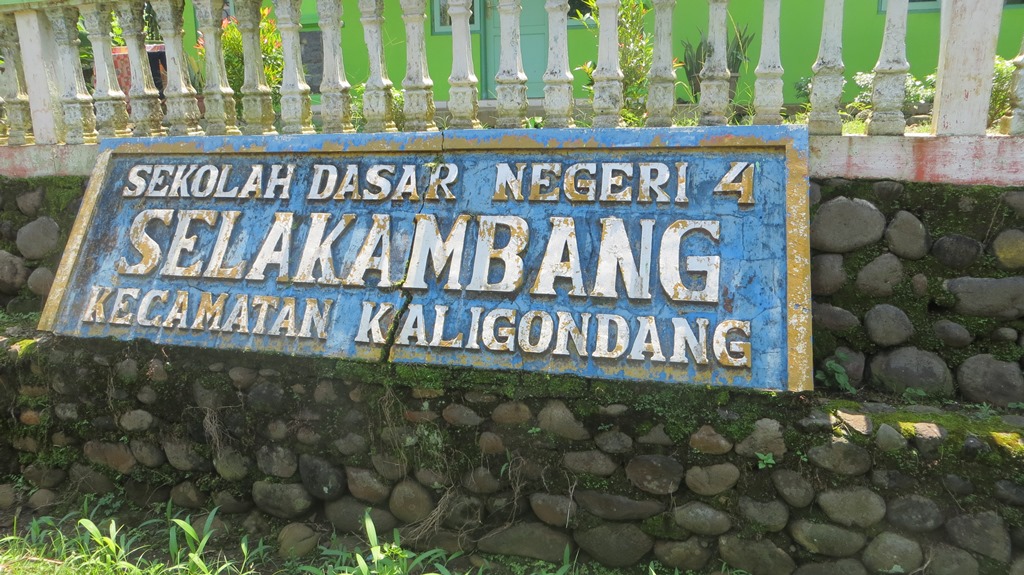 SEKOLAH DASAR NEGERI 4
SELAKAMBANG
KECAMATAN KALIGONDANG